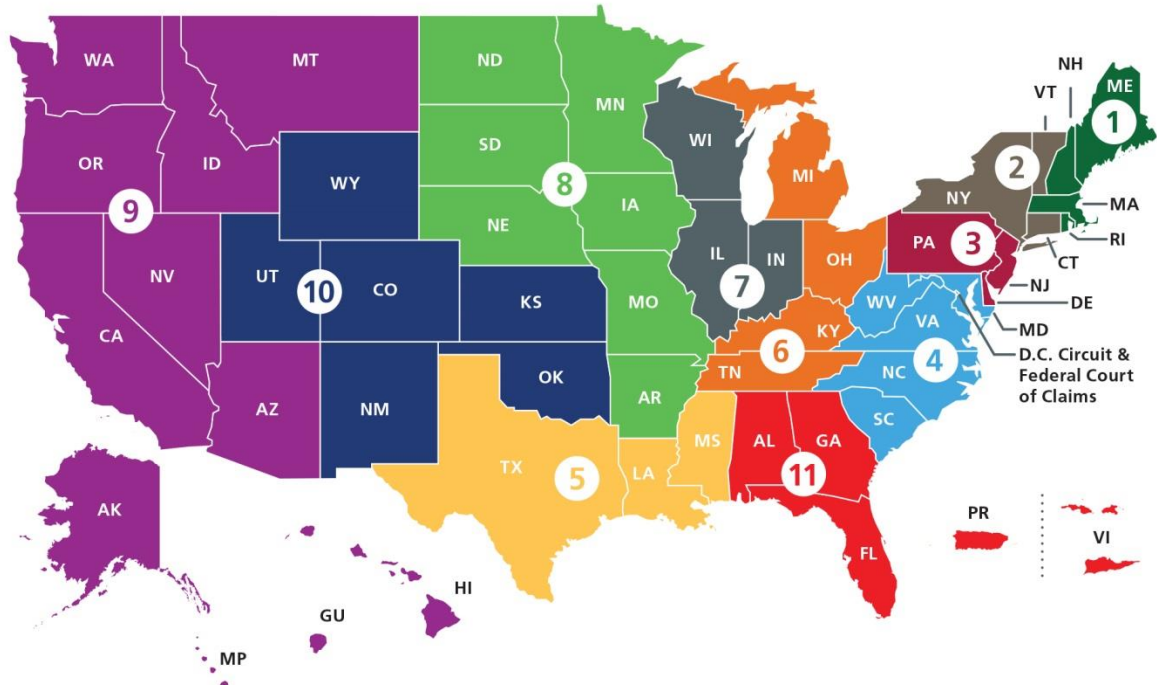 WA
MT
ND
MN
NH
VT
ME
1
OR
ID
SD
WI
2
9
WY
8
MI
NY
MA
NE
IA
PA
3
RI
CT
NV
UT
10
CO
IL
IN
OH
7
NJ
DE
CA
KS
MO
WV
VA
MD
KY
6
4
D.C. Circuit &
Federal Court
of Claims
AZ
NM
OK
TN
NC
AR
SC
TX
5
LA
MS
AL
GA
11
AK
PR
VI
FL
HI
GU
MP